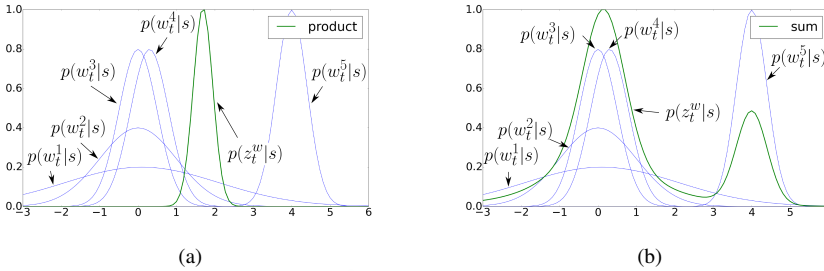 1.0
0.8
0.6
0.4
0.2
0.0
−3 −2 −1 0 1 2 3 4 5 6
p(w_t^1|s)
p(w_t^2|s)
p(w_t^3|s)
p(w_t^4|s)
p(z_t^w|s)
p(w_t^5|s)
product
(a)
1.0
0.8
0.6
0.4
0.2
0.0
−3 −2 −1 0 1 2 3 4 5
p(w_t^1|s)
p(w_t^2|s)
p(w_t^3|s)
p(w_t^4|s)
p(z_t^w|s)
p(w_t^5|s)
sum
(b)